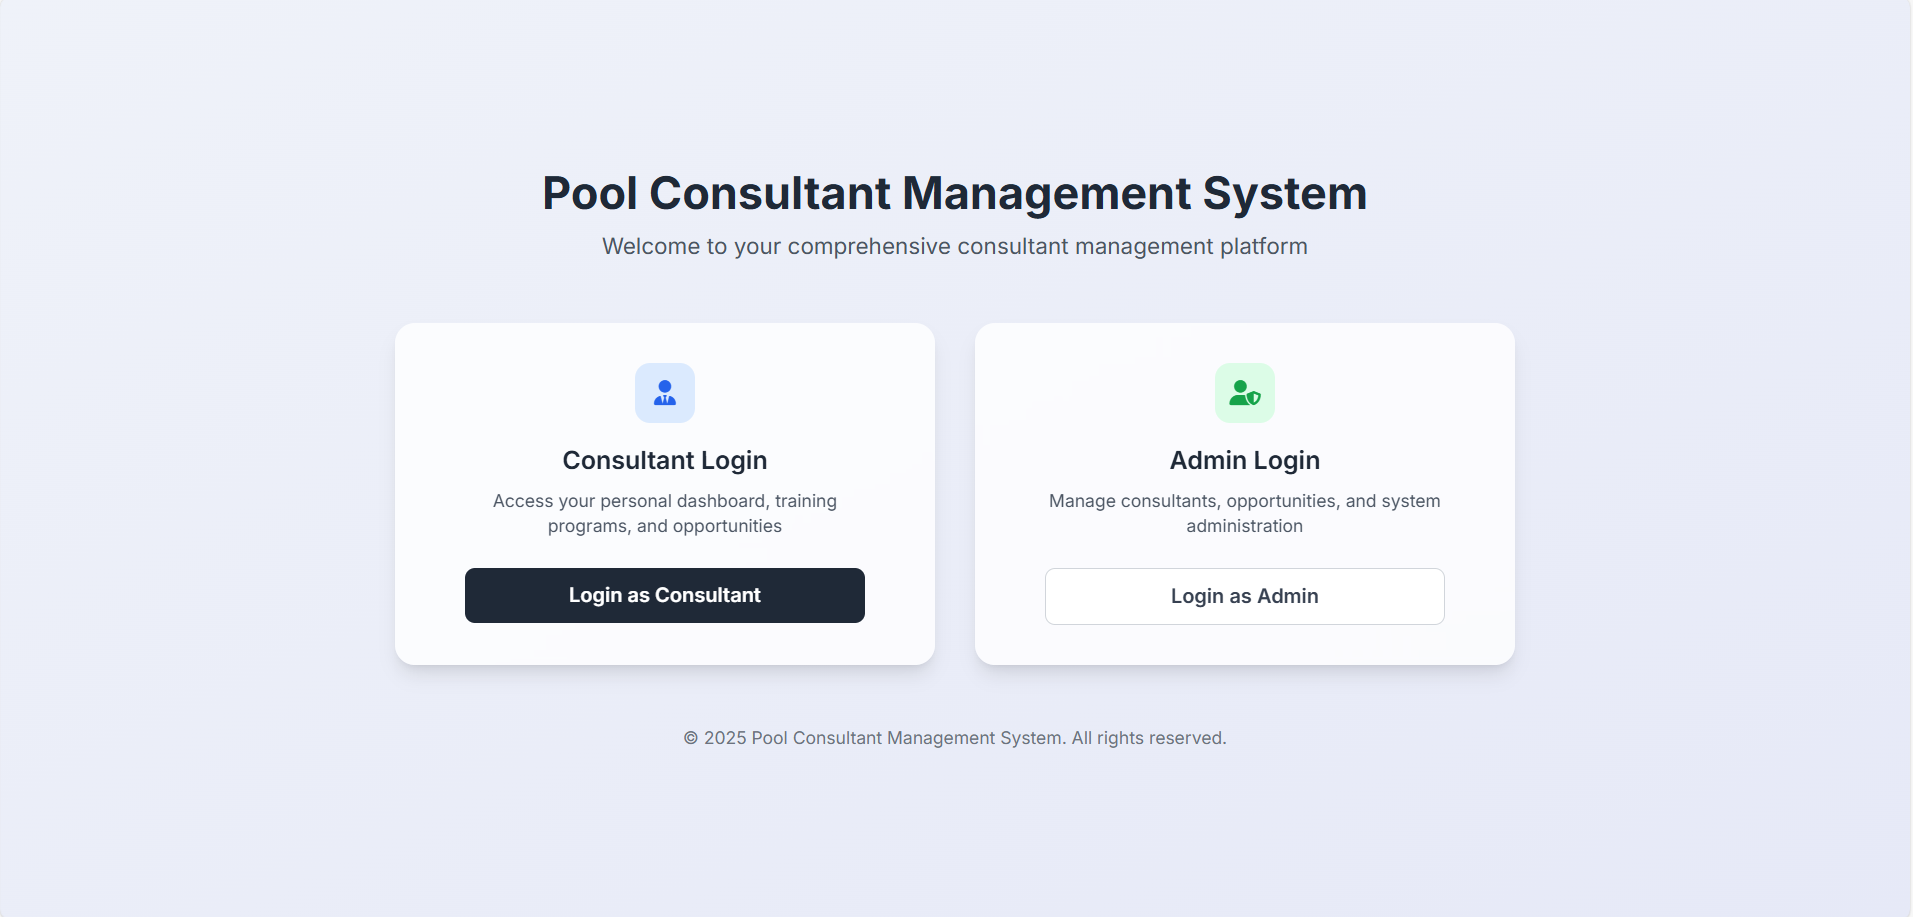 Pool Consultant Management System
Welcome to your comprehensive consultant management platform
Consultant Login
Access your personal dashboard, training
programs, and opportunities
Login as Consultant
Admin Login
Manage consultants, opportunities, and system
administration
Login as Admin
© 2025 Pool Consultant Management System. All rights reserved.